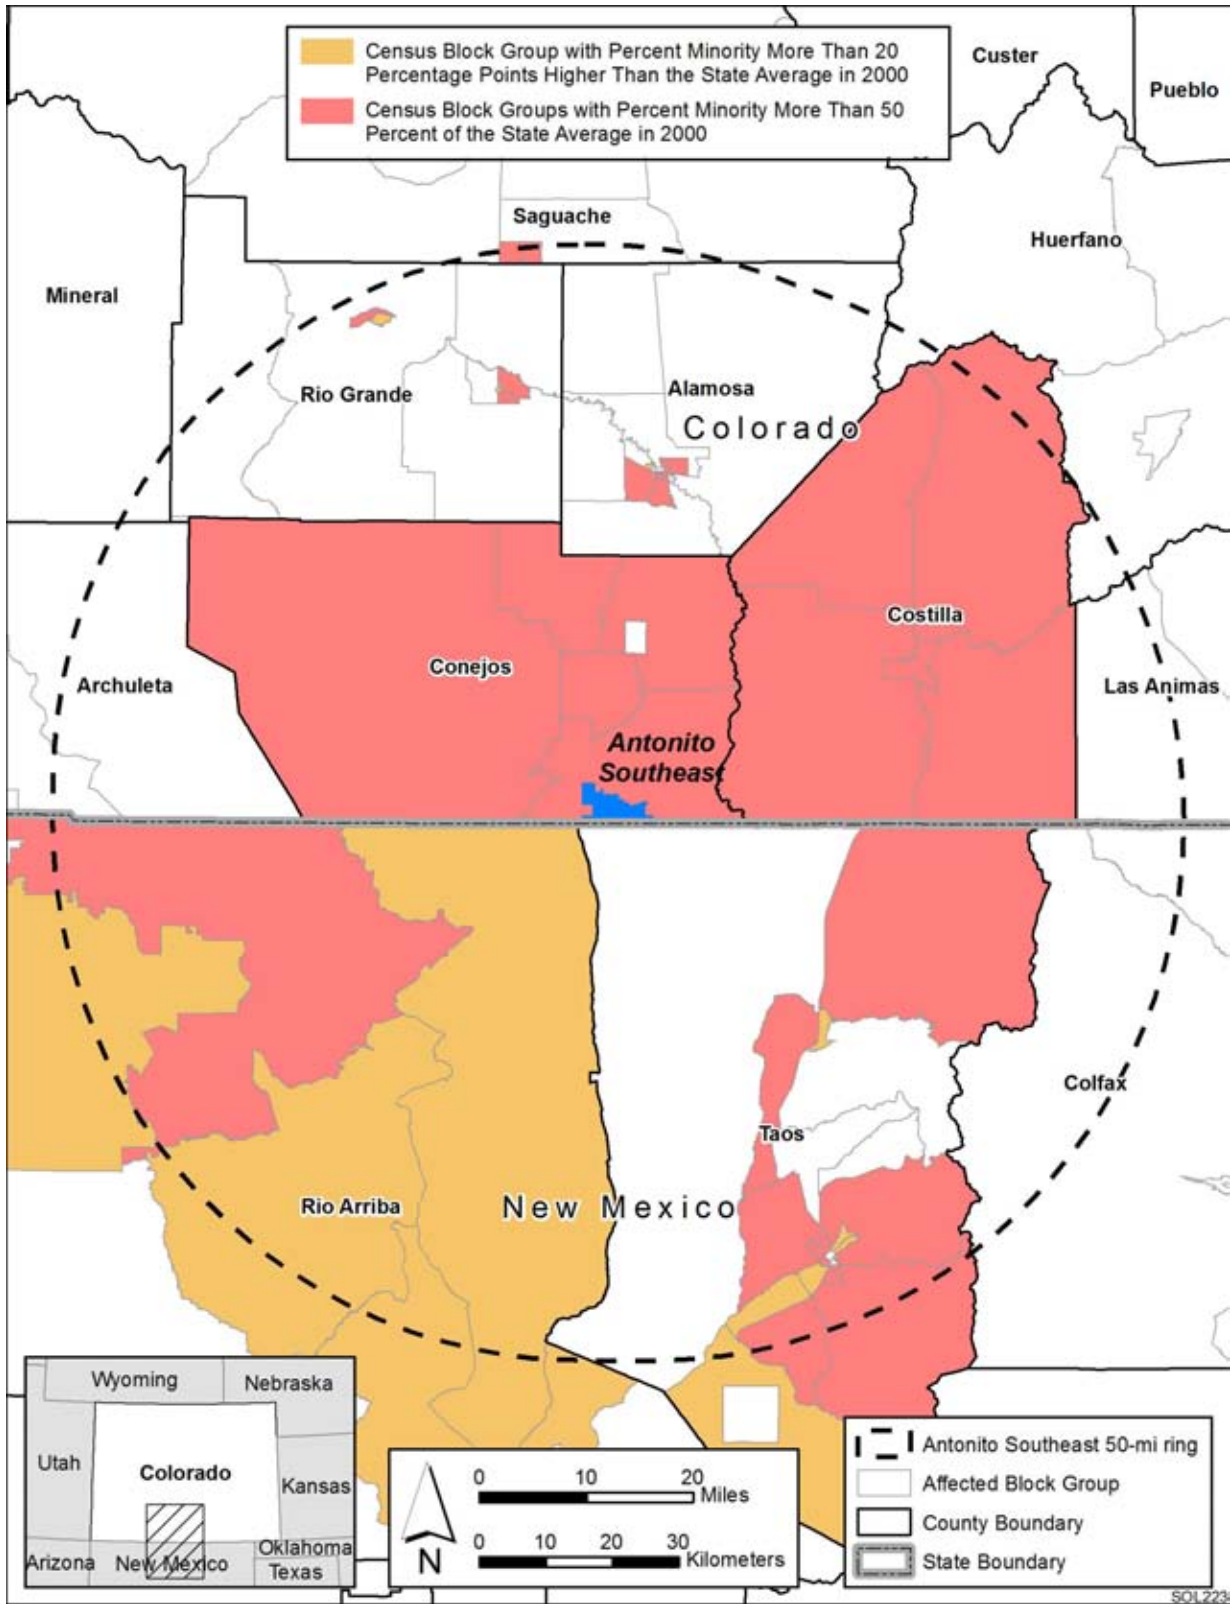 Census Block Group with Percent Minority More Than 20
Percentage Points Higher Than the State Average in 2000
Census Block Groups with Percent Minority More Than 50
Percent of the State Average in 2000
Custer
Pueblo
Saguache
Huerfano
Mineral
Rio Grande
Alamosa
Colorado
Costilla
Conejos
Archuleta
Las Animas
Antonito
Southeast
Colfax
Taos
Rio Arriba
New Mexico
Wyoming
Nebraska
Utah
Colorado
Kansas
Arizona
New Mexico
Oklahoma
Texas
N
0 10 20
Miles
0 10 20 30
Kilometers
Antonito Southeast 50-mi ring
Affected Block Group
County Boundary
State Boundary